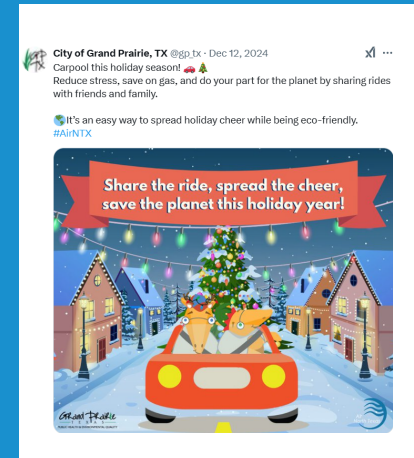 City of Grand Prairie, TX @gp_tx · Dec 12, 2024
Carpool this holiday season! 🚗 🎄
Reduce stress, save on gas, and do your part for the planet by sharing rides
with friends and family.
🌎It's an easy way to spread holiday cheer while being eco-friendly.
#AirNTX
Share the ride, spread the cheer,
save the planet this holiday year!
Grand Prairie
TEXAS